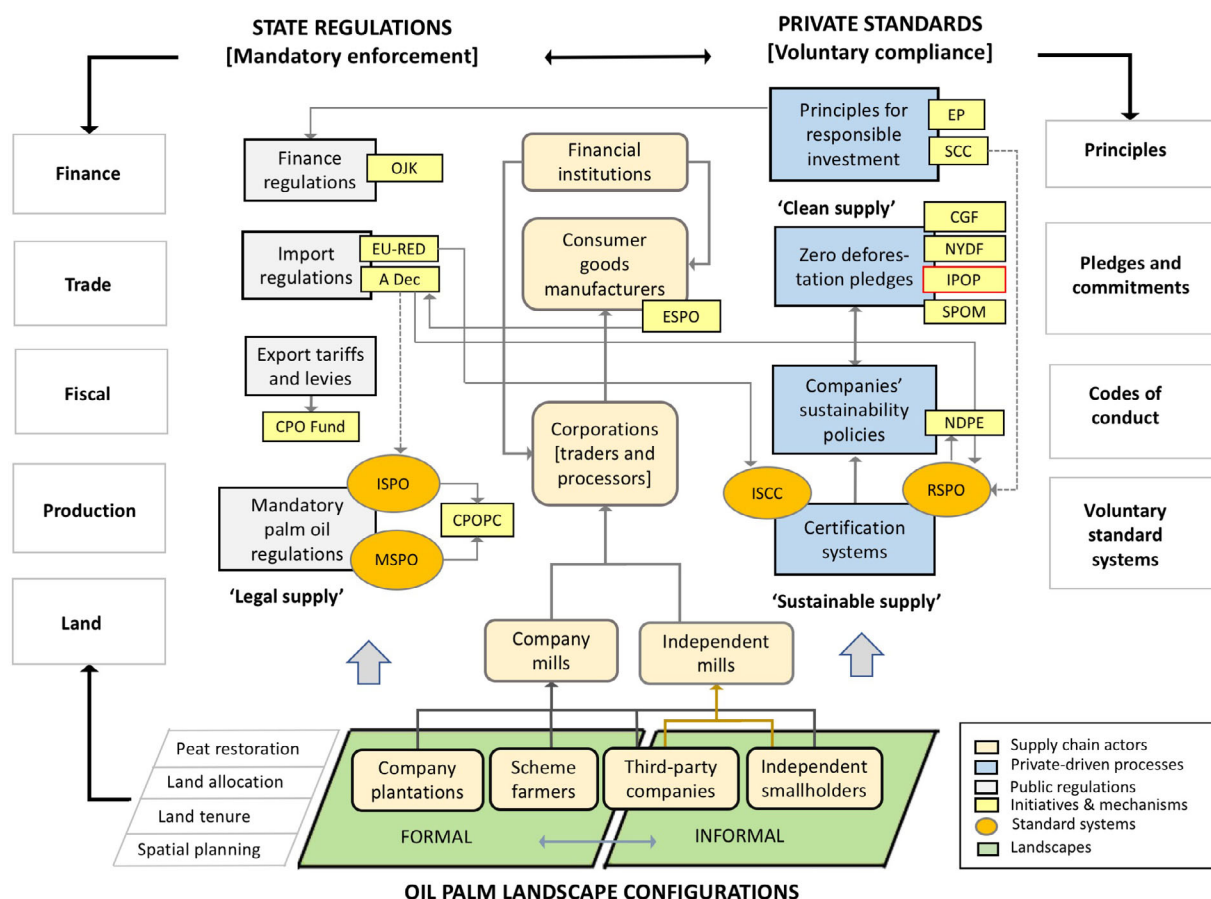 STATE REGULATIONS
[Mandatory enforcement]
PRIVATE STANDARDS
[Voluntary compliance]
Finance
Trade
Fiscal
Production
Land
Finance
regulations
OJK
Import
regulations
EU-RED
A Dec
Export tariffs
and levies
CPO Fund
ISPO
Mandatory
palm oil
regulations
MSPO
CPOPC
'Legal supply'
Financial
institutions
Consumer
goods
manufacturers
ESPO
Corporations
[traders and
processors]
Company
mills
Independent
mills
Principles for
responsible
investment
EP
SCC
'Clean supply'
Zero defores-
tation pledges
CGF
NYDF
IPOP
SPOM
Companies'
sustainability
policies
NDPE
ISCC
RSPO
Certification
systems
'Sustainable supply'
Principles
Pledges and
commitments
Codes of
conduct
Voluntary
standard
systems
Peat restoration
Land allocation
Land tenure
Spatial planning
Company
plantations
Scheme
farmers
Third-party
companies
Independent
smallholders
FORMAL
INFORMAL
OIL PALM LANDSCAPE CONFIGURATIONS
Supply chain actors
Private-driven processes
Public regulations
Initiatives & mechanisms
Standard systems
Landscapes